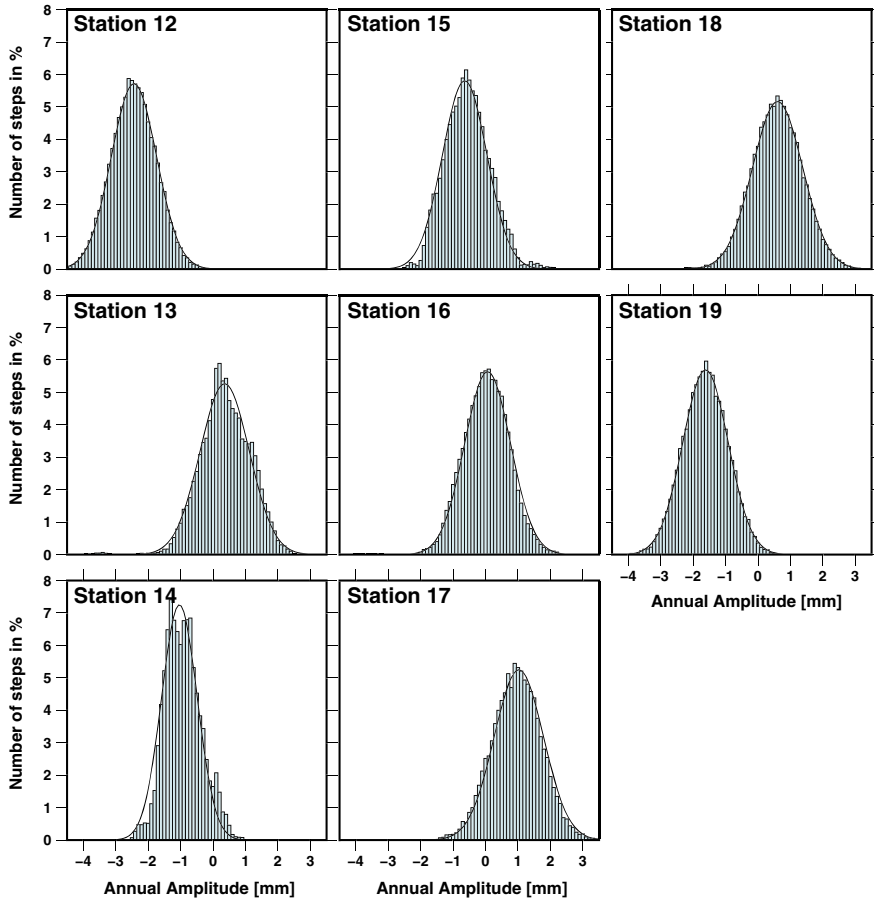 Station 12
Station 15
Station 18
Number of steps in %
8
7
6
5
4
3
2
1
0
Station 13
Station 16
Station 19
Number of steps in %
8
7
6
5
4
3
2
1
0
−4 −3 −2 −1 0 1 2 3
Annual Amplitude [mm]
Station 14
Station 17
Number of steps in %
8
7
6
5
4
3
2
1
0
−4 −3 −2 −1 0 1 2 3
−4 −3 −2 −1 0 1 2 3
Annual Amplitude [mm]
Annual Amplitude [mm]